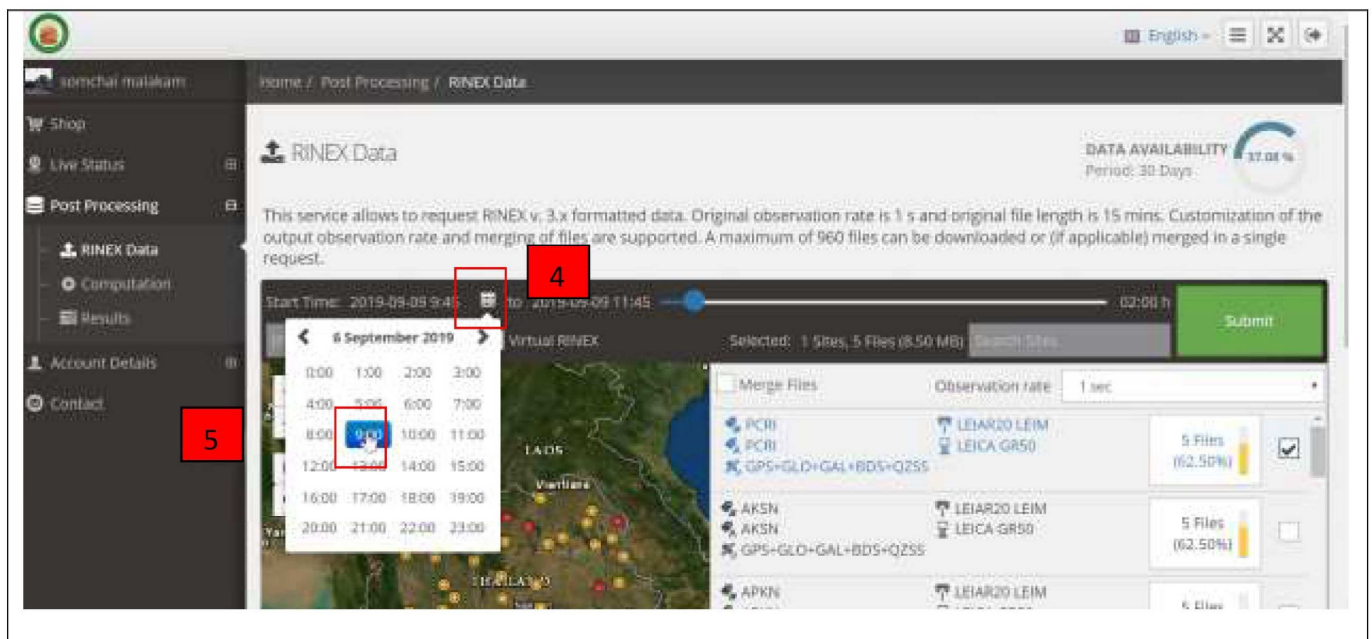 English
somchai malakam
Home / Post Processing / RINEX Data
Shop
Live Status
Post Processing
RINEX Data
Computation
Results
Account Details
Contact
RINEX Data
DATA AVAILABILITY
Period: 30 Days
37.08 %
This service allows to request RINEX v. 3.x formatted data. Original observation rate is 1 s and original file length is 15 mins. Customization of the
output observation rate and merging of files are supported. A maximum of 960 files can be downloaded or (if applicable) merged in a single
request.
4
Start Time: 2019-09-09 9:45 to 2019-09-09 11:45 02:00 h
Submit
Virtual RINEX Selected: 1 Sites, 5 Files (8.50 MB) Search Sites
6 September 2019
0:00 1:00 2:00 3:00
4:00 5:00 6:00 7:00
8:00 9:00 10:00 11:00
12:00 13:00 14:00 15:00
16:00 17:00 18:00 19:00
20:00 21:00 22:00 23:00
5
LAOS
Vientiane
THAILAND
Merge Files Observation rate 1 sec
PCRI LEIAR20 LEIM
PCRI LEICA GR50
GPS+GLO+GAL+BDS+QZSS
5 Files
(62.50%)
AKSN LEIAR20 LEIM
AKSN LEICA GR50
GPS+GLO+GAL+BDS+QZSS
5 Files
(62.50%)
APKN LEIAR20 LEIM
5 Files